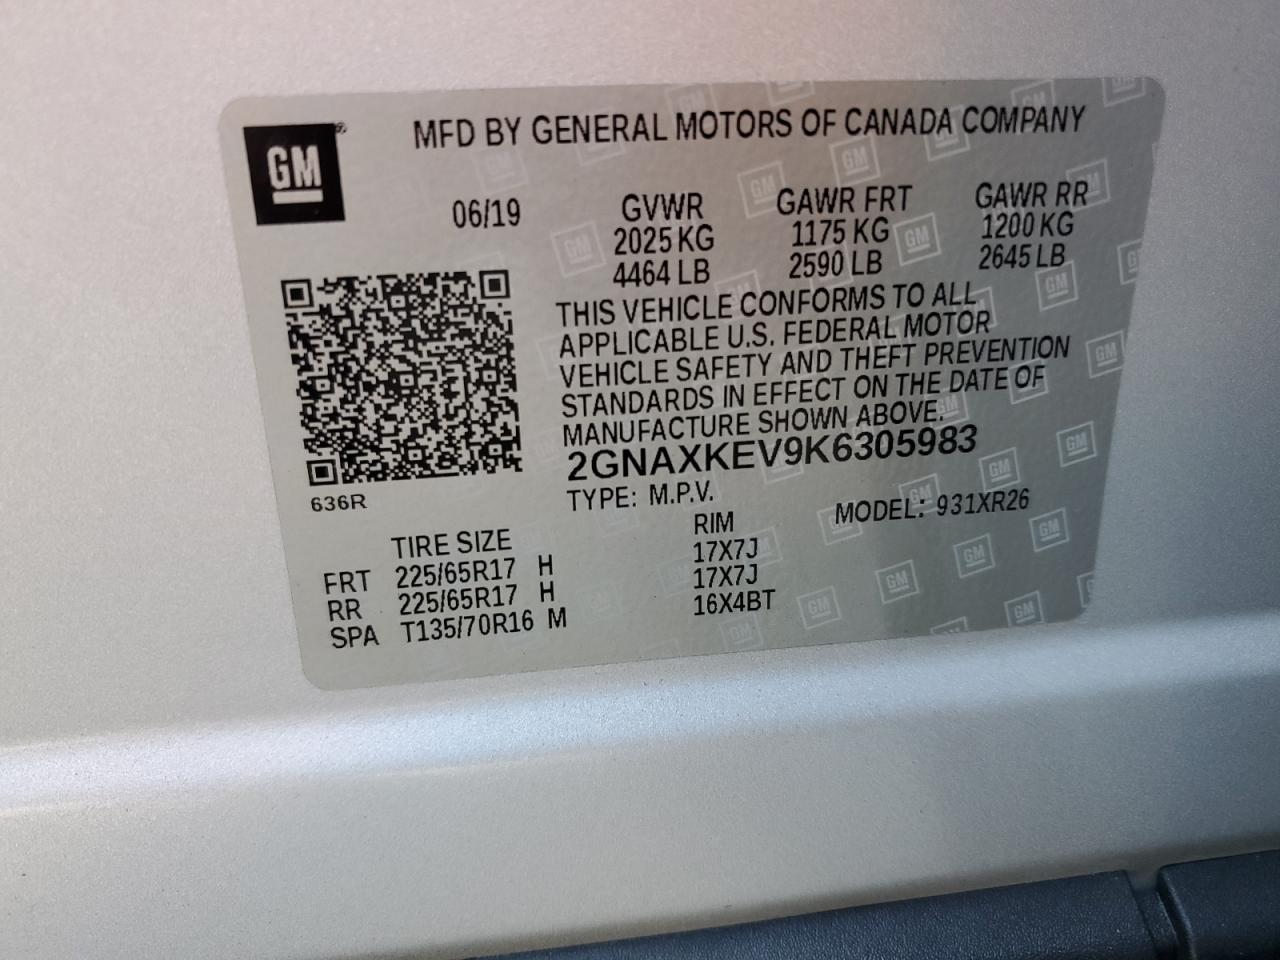 GM®
MFD BY GENERAL MOTORS OF CANADA COMPANY
06/19
GVWR
2025 KG
4464 LB
GAWR FRT
1175 KG
2590 LB
GAWR RR
1200 KG
2645 LB
THIS VEHICLE CONFORMS TO ALL
APPLICABLE U.S. FEDERAL MOTOR
VEHICLE SAFETY AND THEFT PREVENTION
STANDARDS IN EFFECT ON THE DATE OF
MANUFACTURE SHOWN ABOVE.
2GNAXKEV9K6305983
636R
TYPE: M.P.V. MODEL: 931XR26
TIRE SIZE RIM
FRT 225/65R17 H 17X7J
RR 225/65R17 H 17X7J
SPA T135/70R16 M 16X4BT